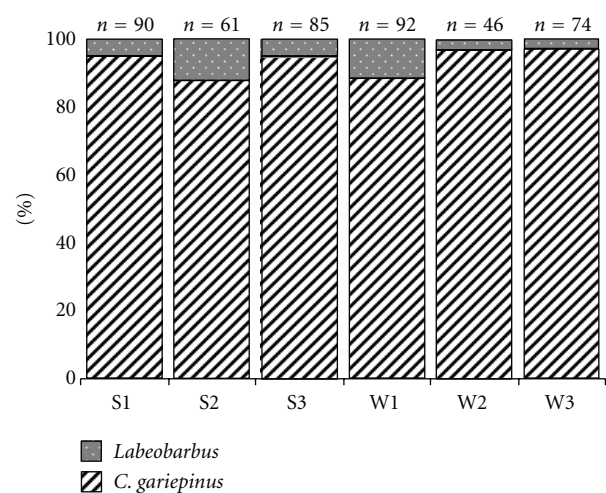 n = 90 n = 61 n = 85 n = 92 n = 46 n = 74
100
80
60
40
20
0
(%)
S1 S2 S3 W1 W2 W3
Labeobarbus
C. gariepinus